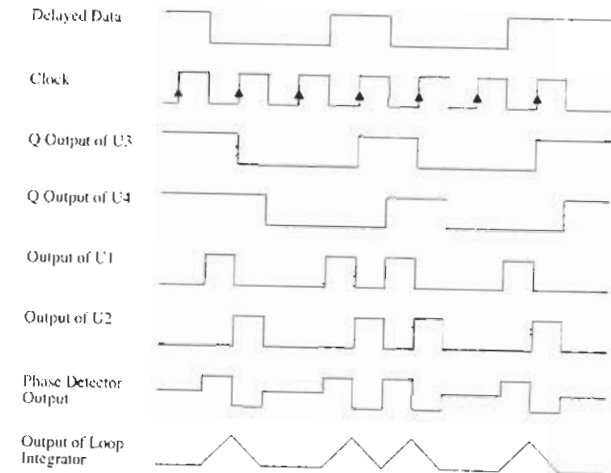 Delayed Data
Clock
Q Output of U3
Q Output of U4
Output of U1
Output of U2
Phase Detector
Output
Output of Loop
Integrator